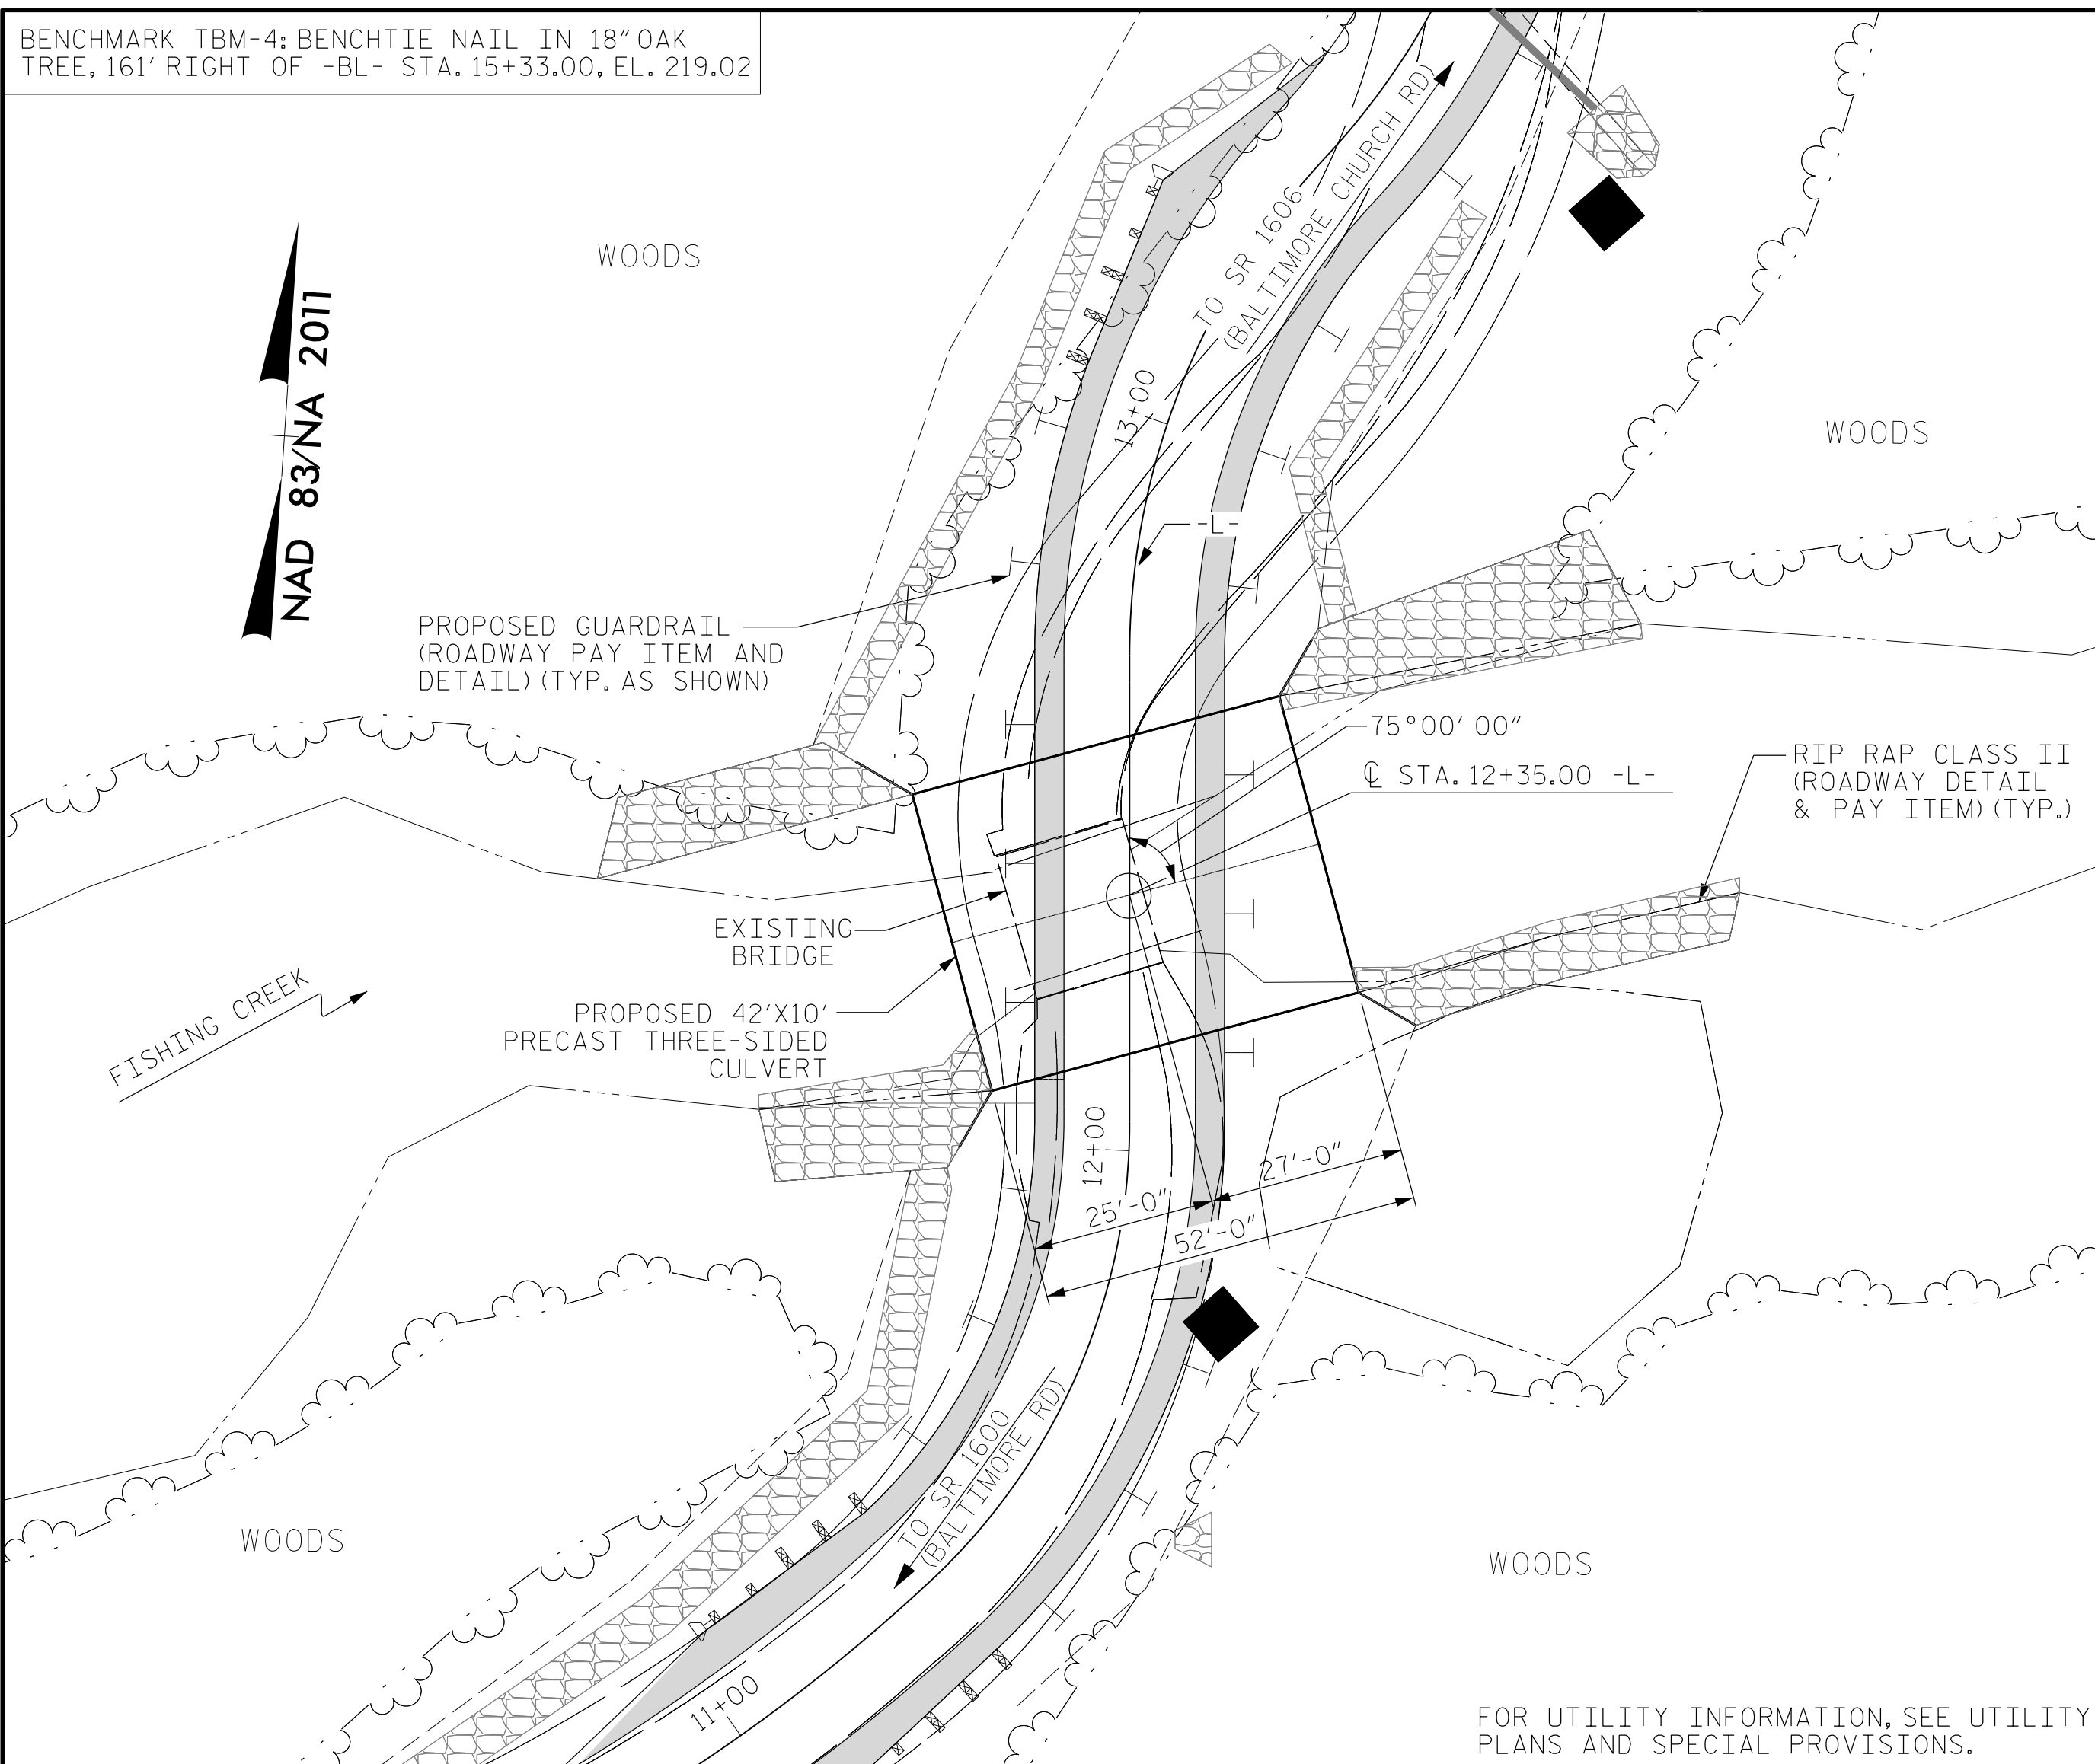 BENCHMARK TBM-4: BENCHTIE NAIL IN 18" OAK
TREE, 161' RIGHT OF -BL- STA. 15+33.00, EL. 219.02
WOODS
NAD 83/NA 2011
TO SR 1606
(BALTIMORE CHURCH RD)
13+00
WOODS
-L-
PROPOSED GUARDRAIL
(ROADWAY PAY ITEM AND
DETAIL) (TYP. AS SHOWN)
75°00'00"
℄ STA. 12+35.00 -L-
RIP RAP CLASS II
(ROADWAY DETAIL
& PAY ITEM) (TYP.)
EXISTING
BRIDGE
FISHING CREEK
PROPOSED 42'X10'
PRECAST THREE-SIDED
CULVERT
12+00
27'-0"
25'-0"
52'-0"
TO SR 1600
(BALTIMORE RD)
WOODS
WOODS
11+00
FOR UTILITY INFORMATION, SEE UTILITY
PLANS AND SPECIAL PROVISIONS.